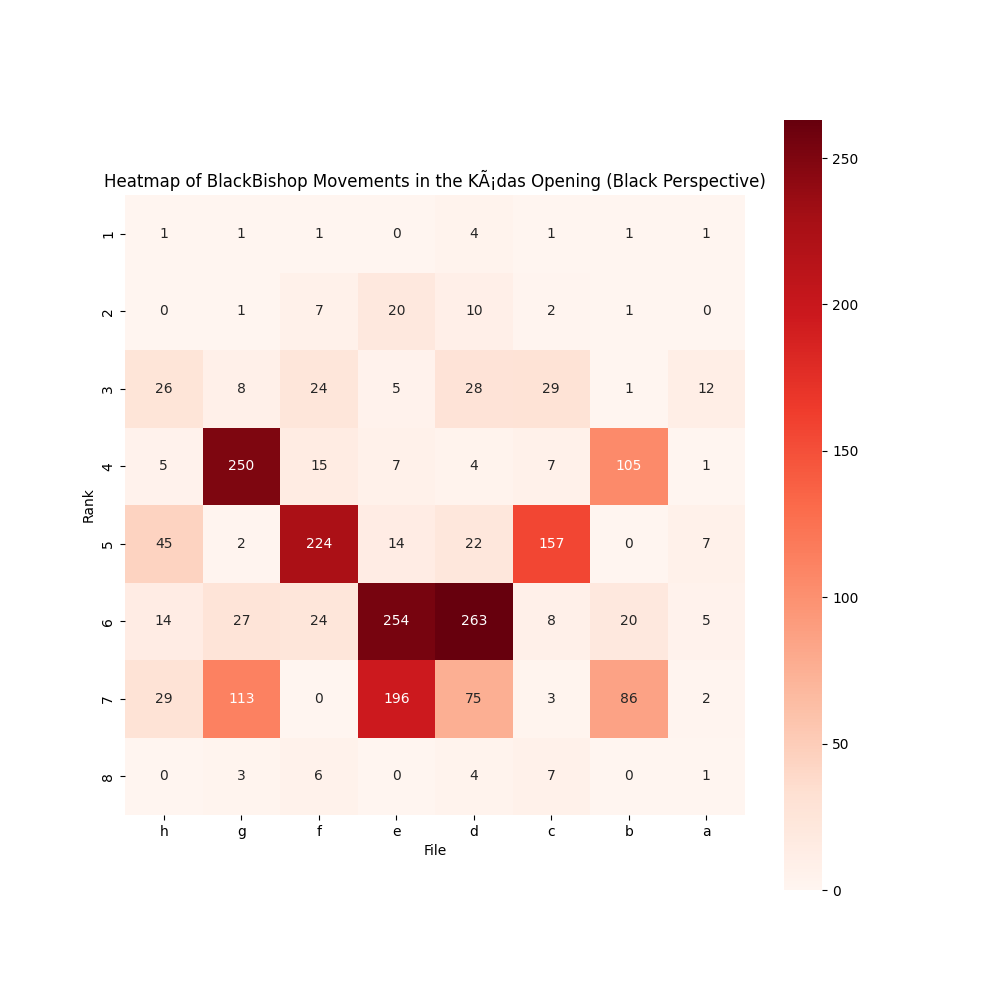 Heatmap of BlackBishop Movements in the KÃ¡das Opening (Black Perspective)
1 1 1 1 0 4 1 1 1
2 0 1 7 20 10 2 1 0
3 26 8 24 5 28 29 1 12
4 5 250 15 7 4 7 105 1
Rank
5 45 2 224 14 22 157 0 7
6 14 27 24 254 263 8 20 5
7 29 113 0 196 75 3 86 2
8 0 3 6 0 4 7 0 1
h g f e d c b a
File
250
200
150
100
50
0